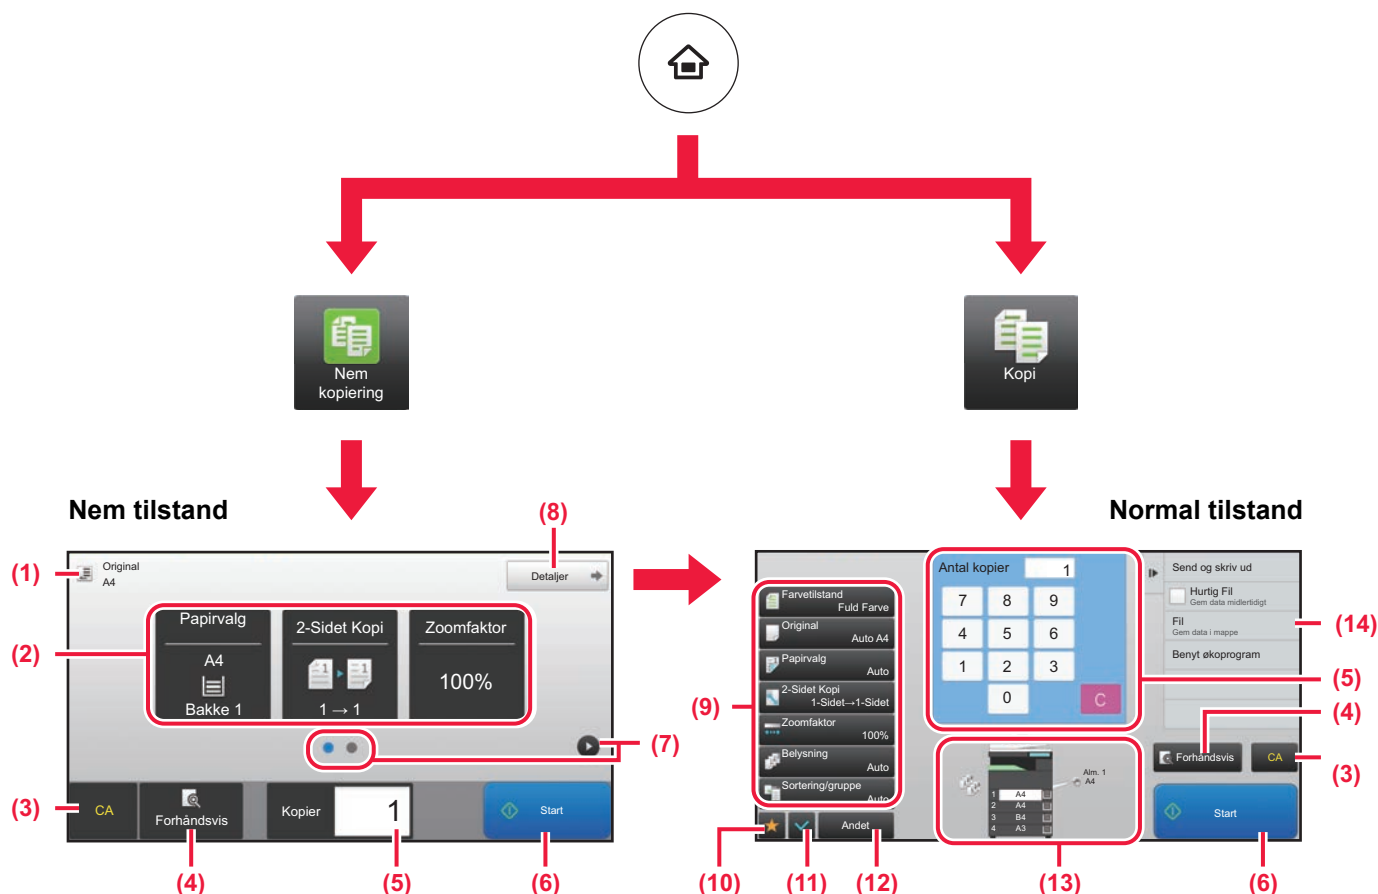 Nem
kopiering
Kopi
Nem tilstand
Normal tilstand
(8)
(1)
Original
A4
Detaljer
(2)
Papirvalg
A4
Bakke 1
2-Sidet Kopi
1 → 1
Zoomfaktor
100%
(7)
(3)
CA
Forhåndsvis
Kopier
1
Start
(4)
(5)
(6)
(9)
Farvetilstand
Fuld Farve
Original
Auto A4
Papirvalg
Auto
2-Sidet Kopi
1-Sidet→1-Sidet
Zoomfaktor
100%
Belysning
Auto
Sortering/gruppe
Auto
Andet
Antal kopier
1
7 8 9
4 5 6
1 2 3
0 C
Alm. 1
A4
1 A4
2 A4
3 B4
4 A3
Send og skriv ud
Hurtig Fil
Gem data midlertidigt
Fil
Gem data i mappe
Benyt økoprogram
(14)
(5)
(4)
Forhåndsvis
CA
(3)
Start
(10)
(11)
(12)
(13)
(6)